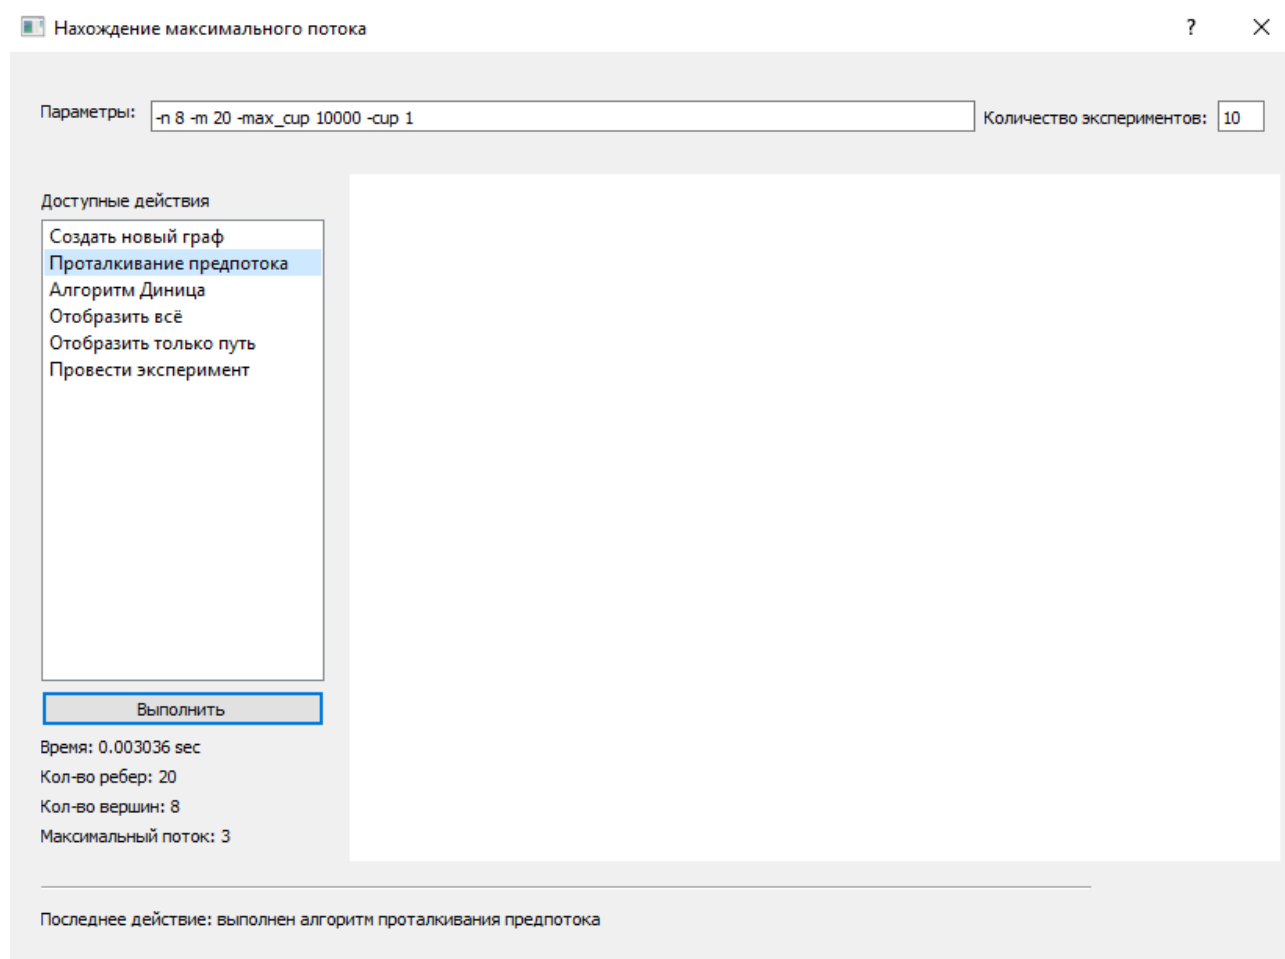 Нахождение максимального потока
?
Параметры: -n 8 -m 20 -max_cup 10000 -cup 1 Количество экспериментов: 10
Доступные действия
Создать новый граф
Проталкивание предпотока
Алгоритм Диница
Отобразить всё
Отобразить только путь
Провести эксперимент
Выполнить
Время: 0.003036 sec
Кол-во ребер: 20
Кол-во вершин: 8
Максимальный поток: 3
Последнее действие: выполнен алгоритм проталкивания предпотока